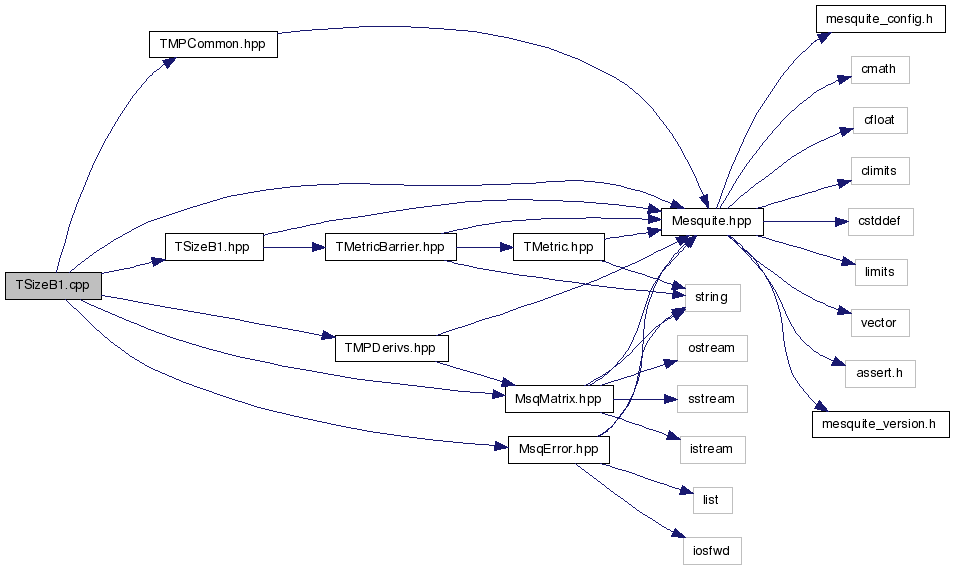 mesquite_config.h
TMPCommon.hpp
cmath
cfloat
climits
Mesquite.hpp
cstddef
TSizeB1.hpp
TMetricBarrier.hpp
TMetric.hpp
limits
TSizeB1.cpp
string
vector
TMPDerivs.hpp
ostream
assert.h
MsqMatrix.hpp
sstream
mesquite_version.h
MsqError.hpp
istream
list
iosfwd